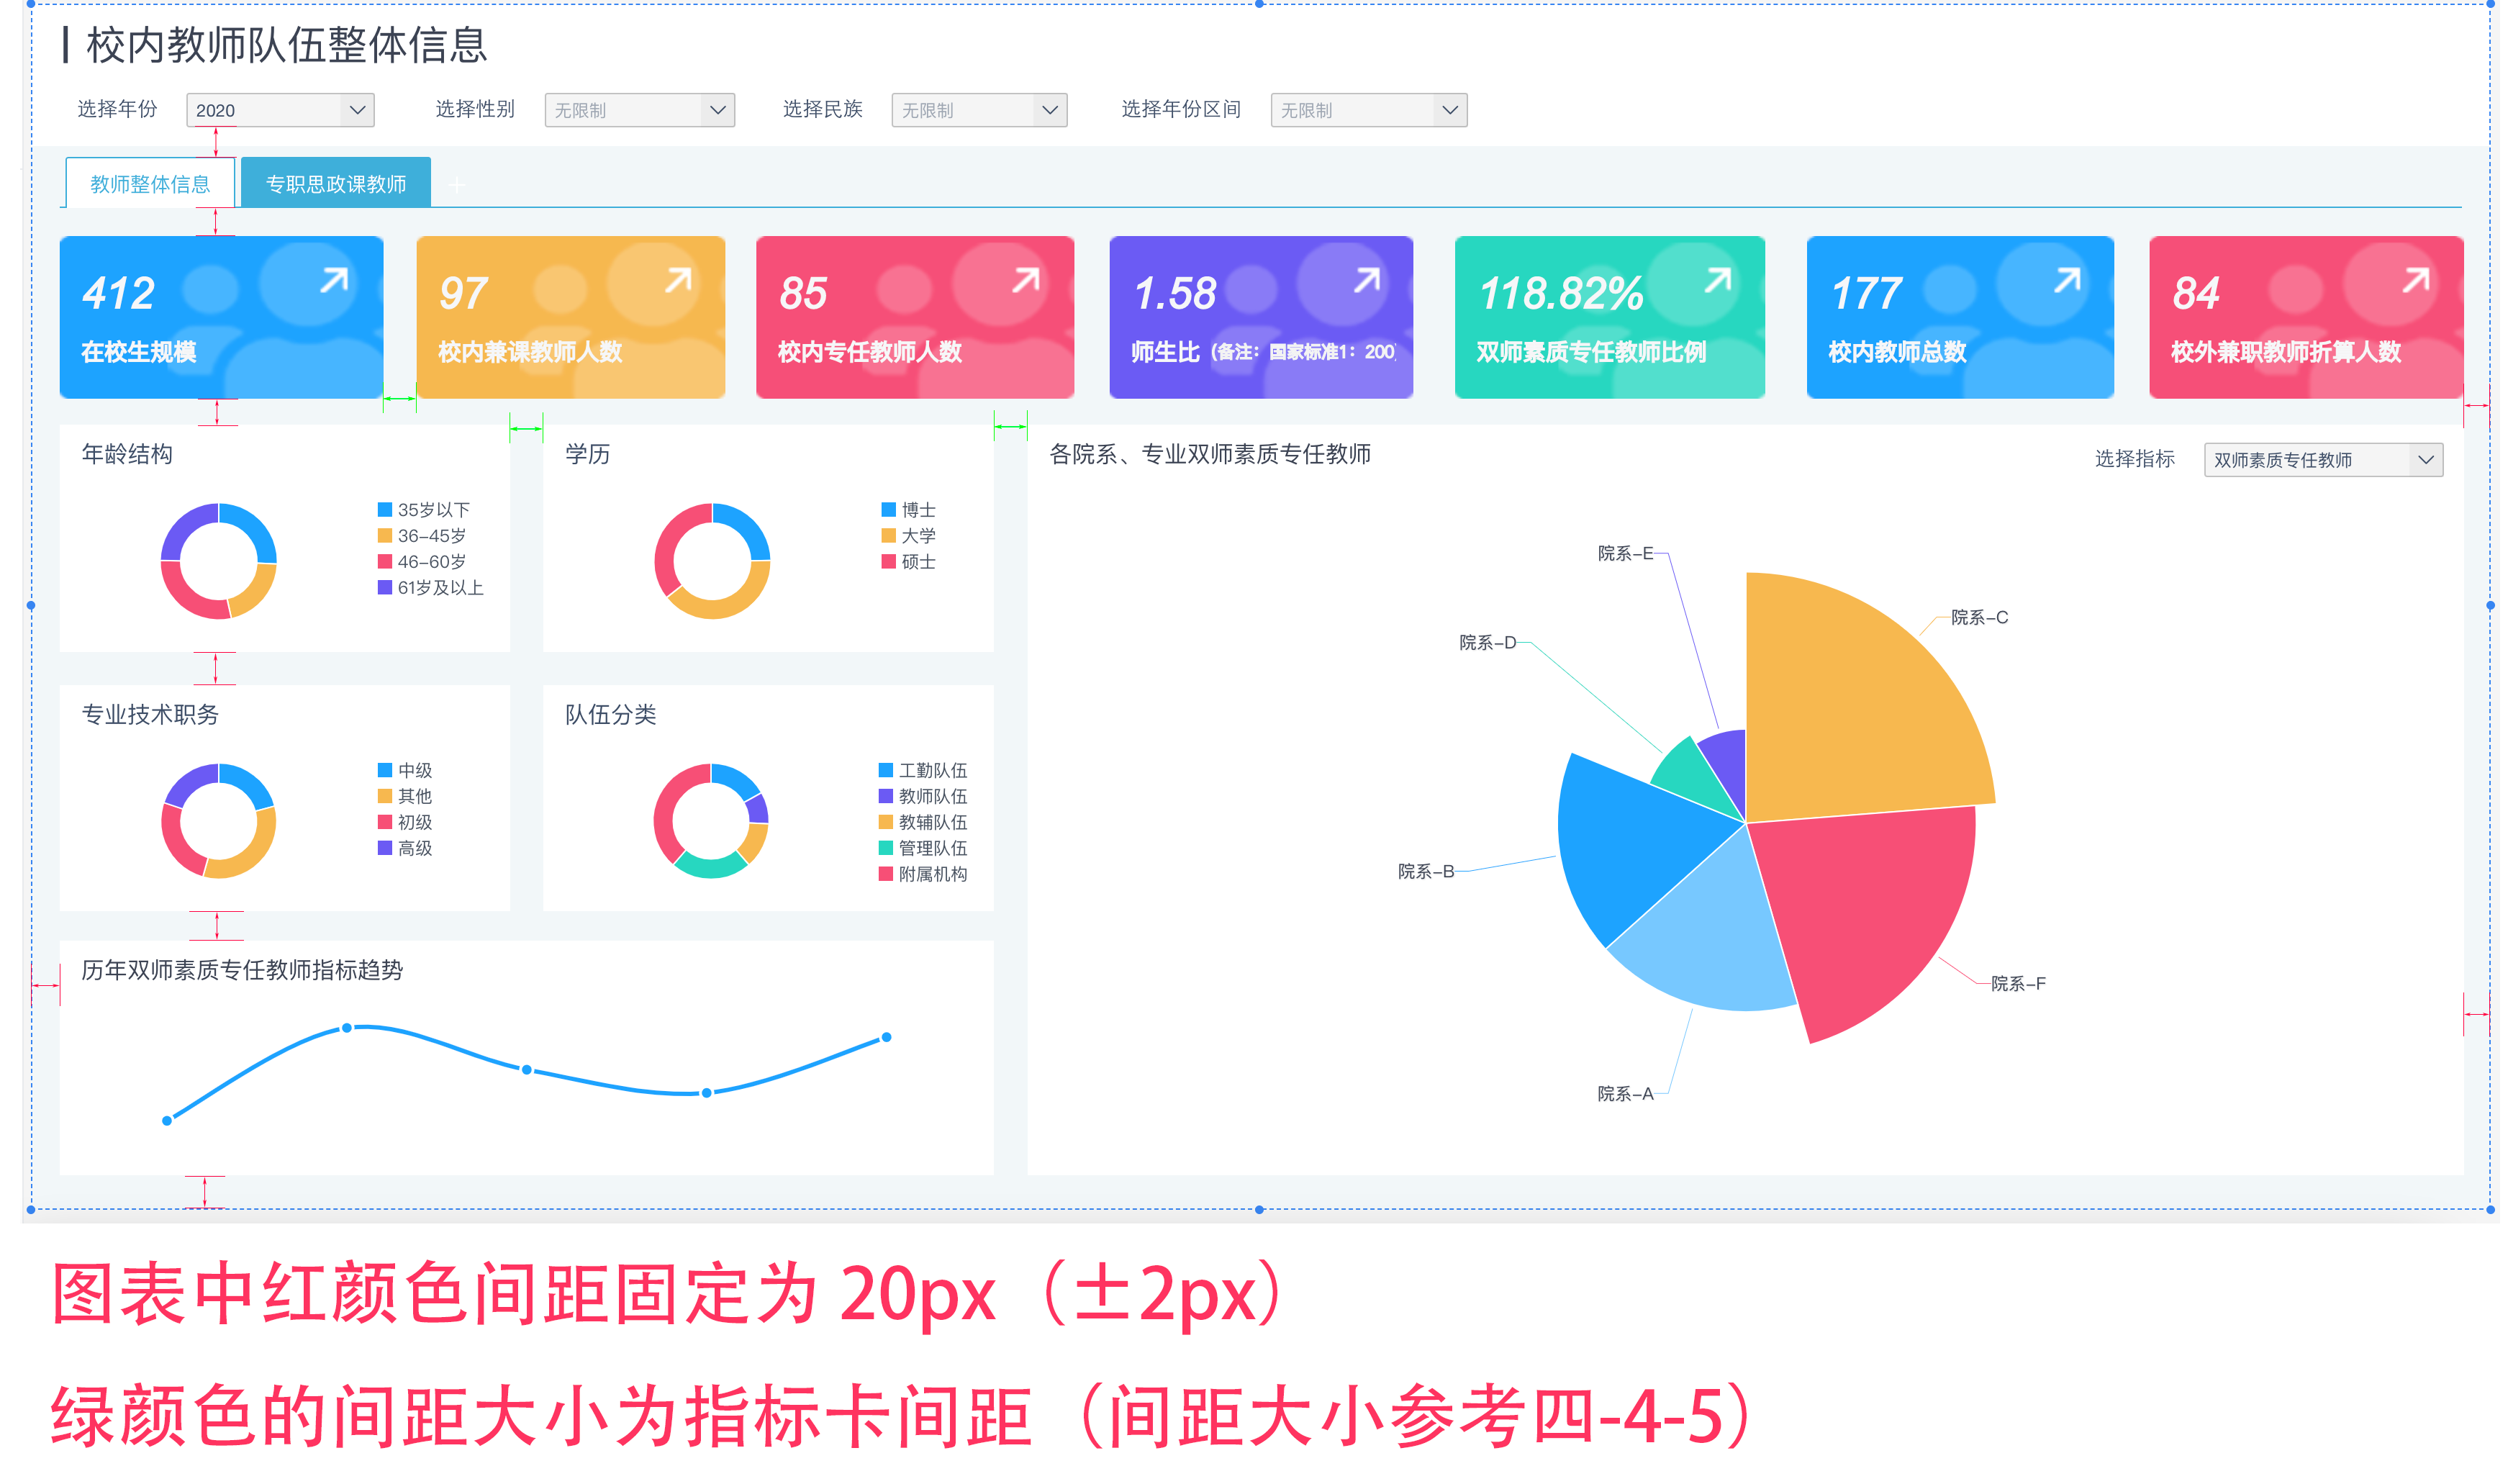 校内教师队伍整体信息
选择年份 2020 选择性别 无限制 选择民族 无限制 选择年份区间 无限制
教师整体信息 专职思政课教师 +
412 97 85 1.58 118.82% 177 84
在校生规模 校内兼课教师人数 校内专任教师人数 师生比（备注：国家标准1：200 双师素质专任教师比例 校内教师总数 校外兼职教师折算人数
年龄结构
35岁以下
36-45岁
46-60岁
61岁及以上
学历
博士
大学
硕士
各院系、专业双师素质专任教师
选择指标 双师素质专任教师
院系-E
院系-C
院系-D
院系-B
院系-F
院系-A
专业技术职务
中级
其他
初级
高级
队伍分类
工勤队伍
教师队伍
教辅队伍
管理队伍
附属机构
历年双师素质专任教师指标趋势
图表中红颜色间距固定为 20px（±2px）
绿颜色的间距大小为指标卡间距（间距大小参考四-4-5）